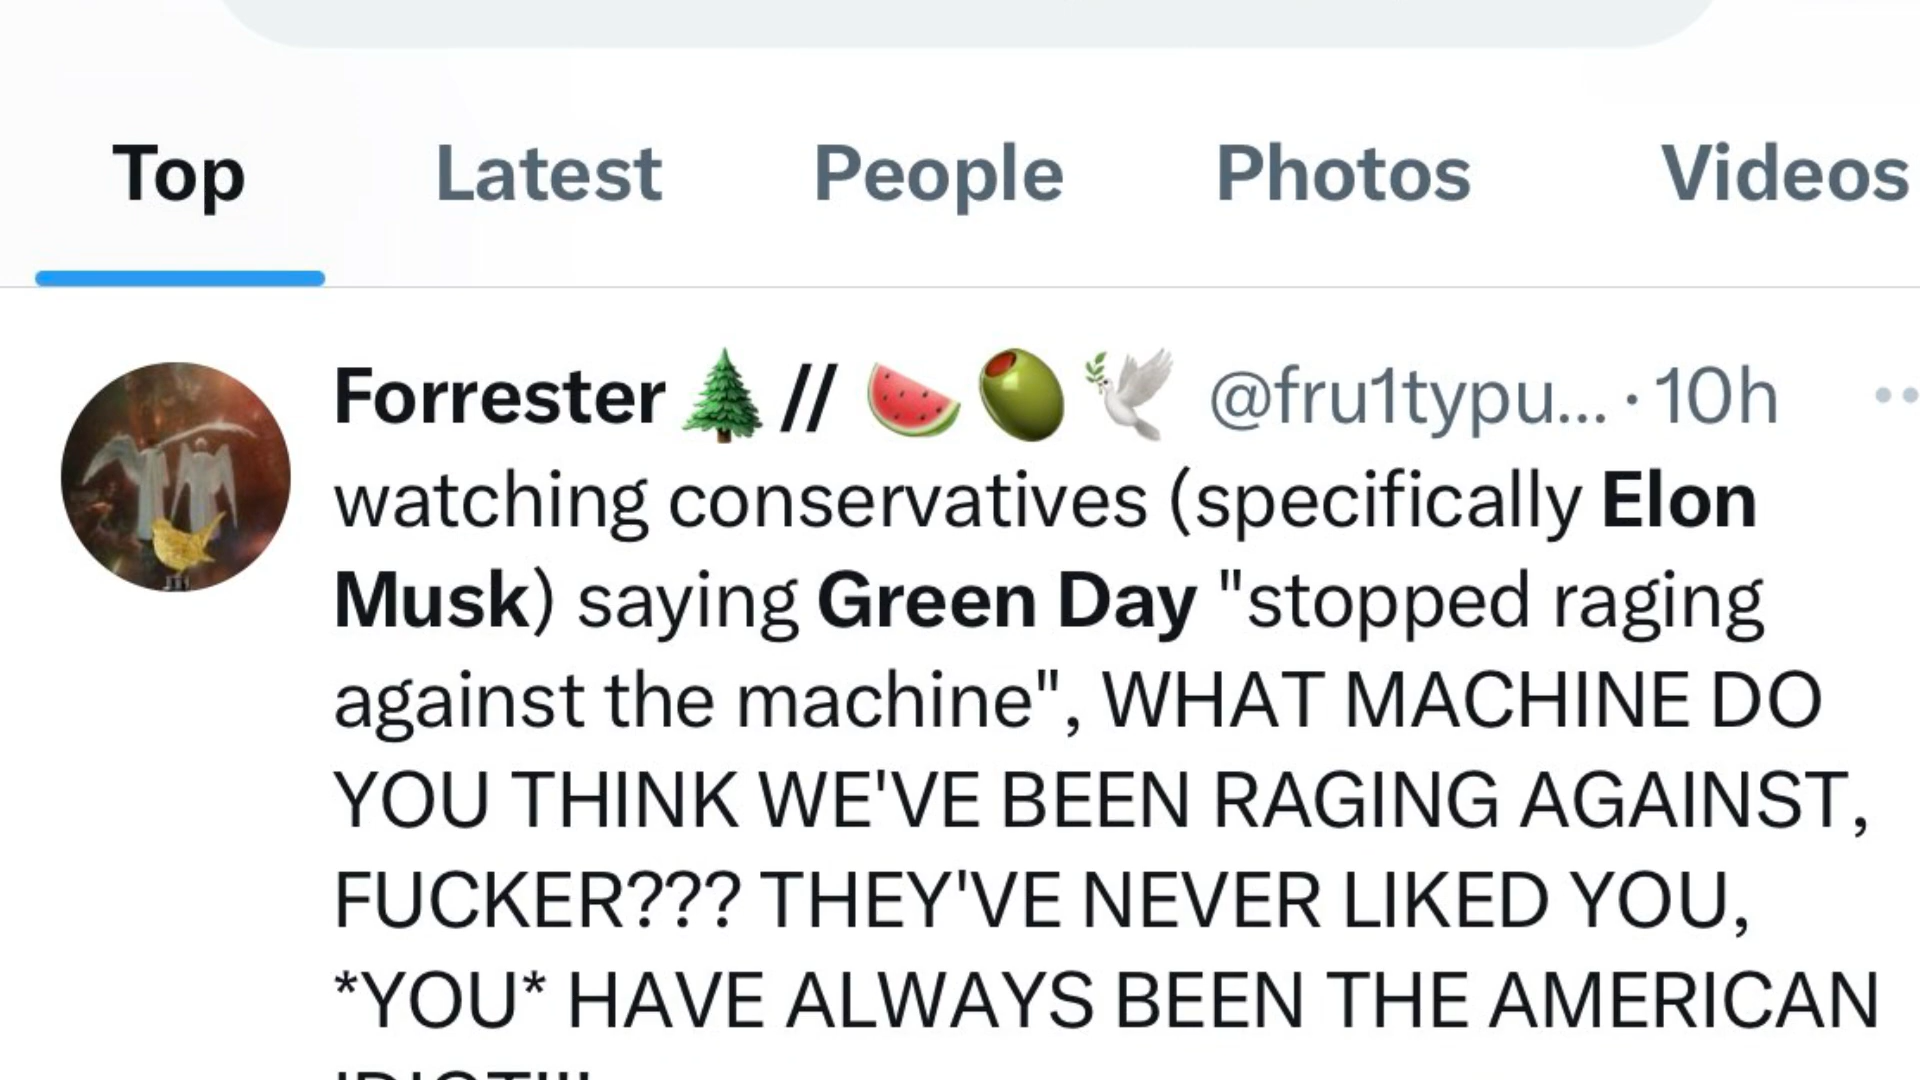 Top Latest People Photos Videos
Forrester 🌲 // 🍉🫒🕊️ @fru1typu... · 10h
watching conservatives (specifically Elon
Musk) saying Green Day "stopped raging
against the machine", WHAT MACHINE DO
YOU THINK WE'VE BEEN RAGING AGAINST,
FUCKER??? THEY'VE NEVER LIKED YOU,
*YOU* HAVE ALWAYS BEEN THE AMERICAN
IDIOT!!!!